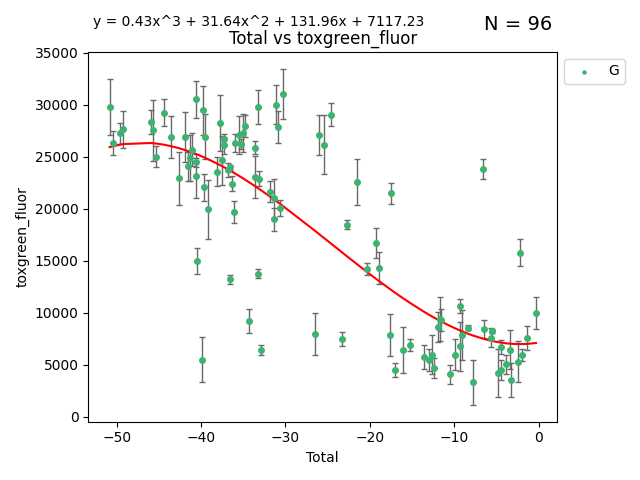 y = 0.43x^3 + 31.64x^2 + 131.96x + 7117.23
N = 96
Total vs toxgreen_fluor
G
toxgreen_fluor
35000
30000
25000
20000
15000
10000
5000
0
−50
−40
−30
−20
−10
0
Total